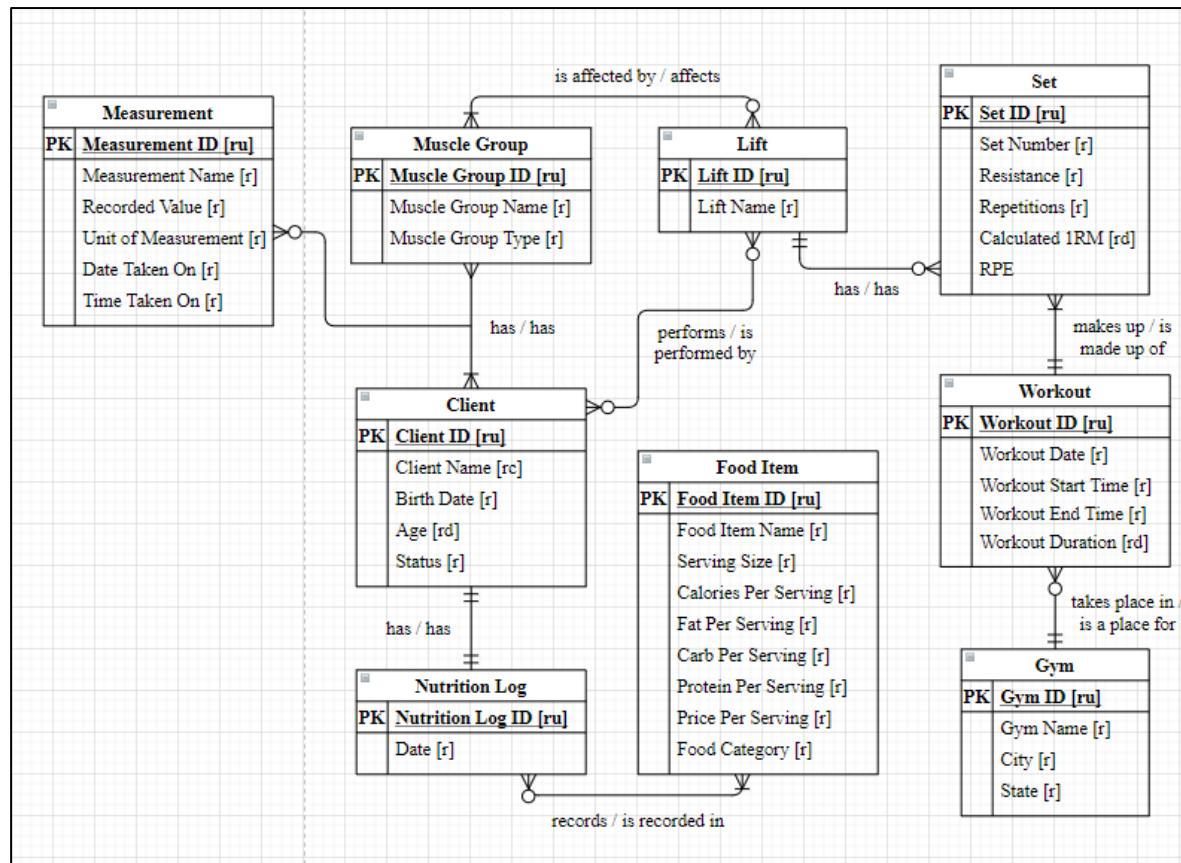 is affected by / affects
Measurement
PK Measurement ID [ru]
Measurement Name [r]
Recorded Value [r]
Unit of Measurement [r]
Date Taken On [r]
Time Taken On [r]
Muscle Group
PK Muscle Group ID [ru]
Muscle Group Name [r]
Muscle Group Type [r]
Lift
PK Lift ID [ru]
Lift Name [r]
Set
PK Set ID [ru]
Set Number [r]
Resistance [r]
Repetitions [r]
Calculated 1RM [rd]
RPE
has / has
has / has
performs / is
performed by
makes up / is
made up of
Client
PK Client ID [ru]
Client Name [rc]
Birth Date [r]
Age [rd]
Status [r]
Food Item
PK Food Item ID [ru]
Food Item Name [r]
Serving Size [r]
Calories Per Serving [r]
Fat Per Serving [r]
Carb Per Serving [r]
Protein Per Serving [r]
Price Per Serving [r]
Food Category [r]
Workout
PK Workout ID [ru]
Workout Date [r]
Workout Start Time [r]
Workout End Time [r]
Workout Duration [rd]
has / has
takes place in /
is a place for
Nutrition Log
PK Nutrition Log ID [ru]
Date [r]
Gym
PK Gym ID [ru]
Gym Name [r]
City [r]
State [r]
records / is recorded in